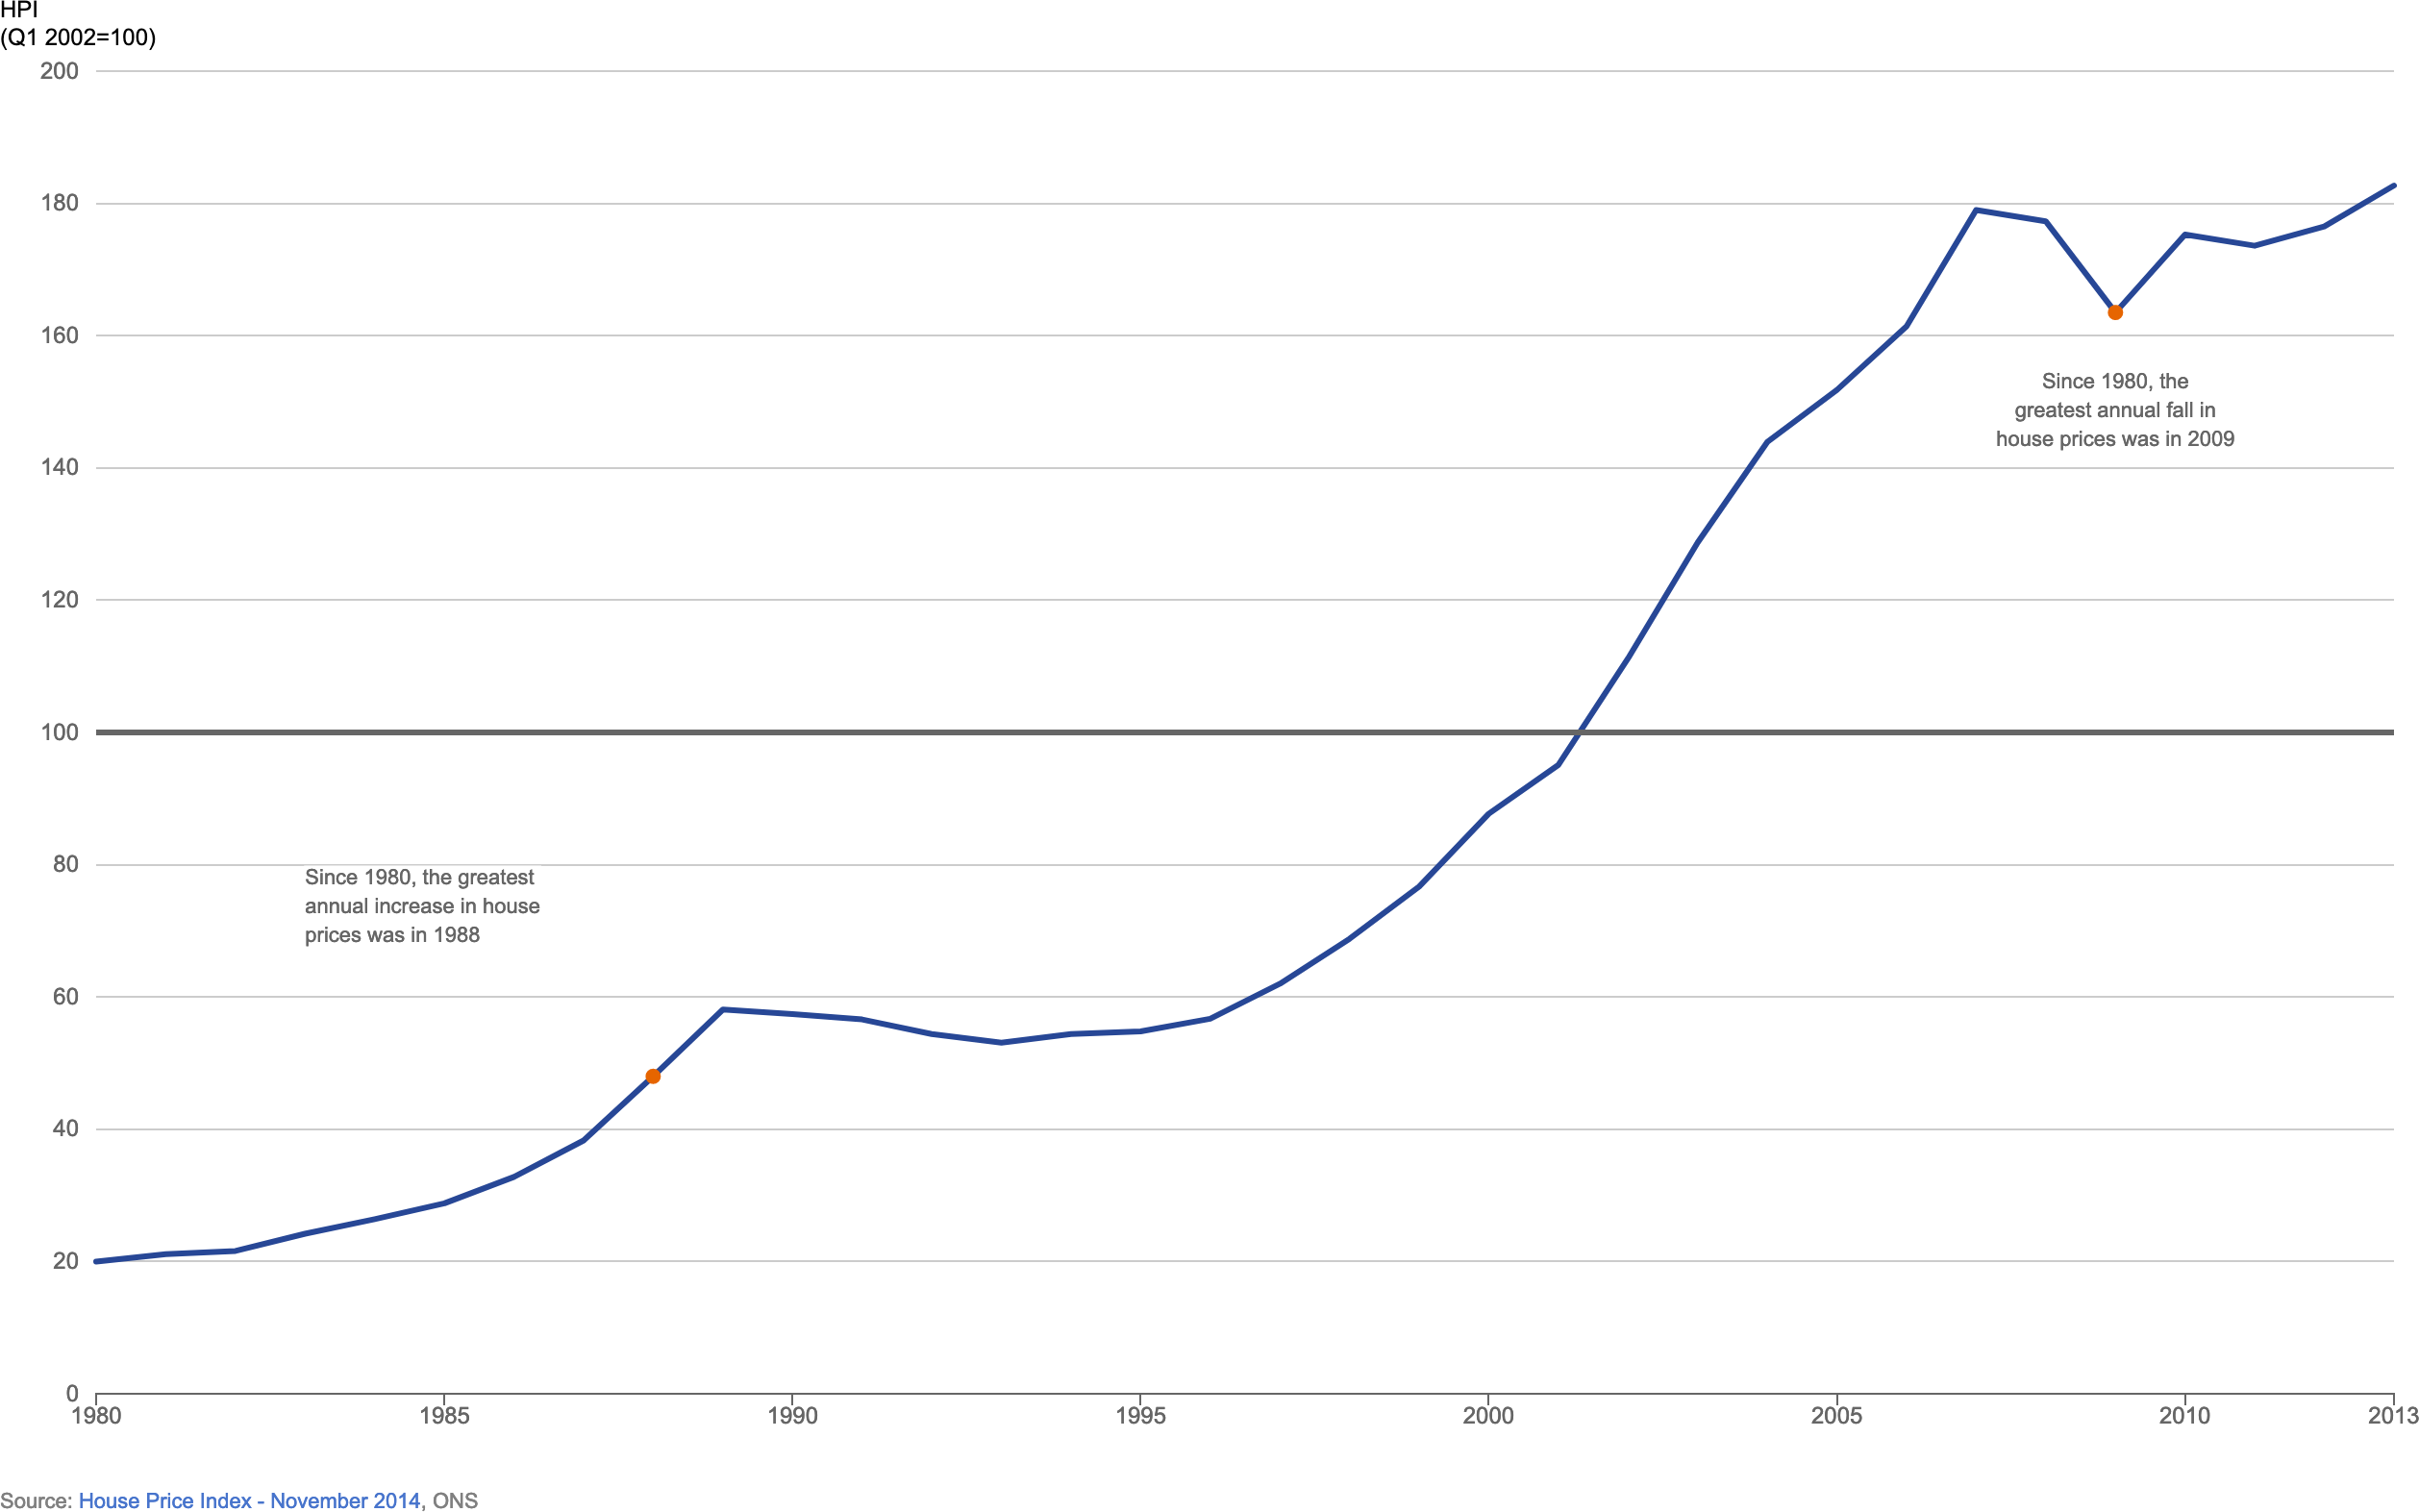 HPI
(Q1 2002=100)
200
180
160
Since 1980, the
greatest annual fall in
house prices was in 2009
140
120
100
80
Since 1980, the greatest
annual increase in house
prices was in 1988
60
40
20
0
1980 1985 1990 1995 2000 2005 2010 2013
Source: House Price Index - November 2014, ONS